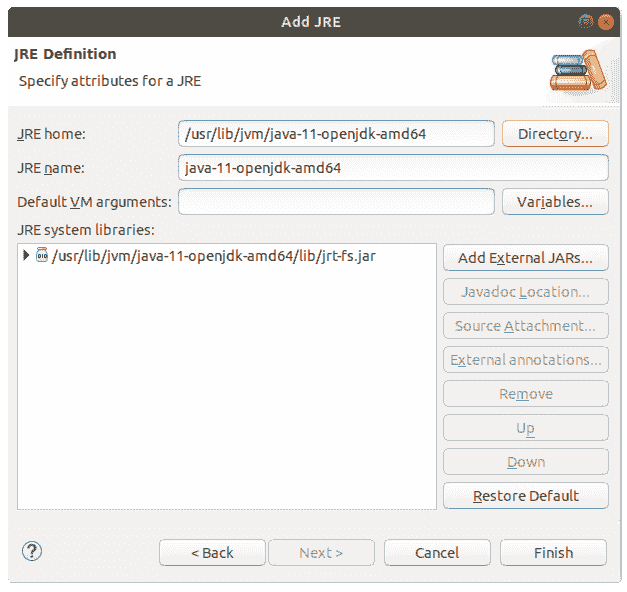 Add JRE
JRE Definition
Specify attributes for a JRE
JRE home:
/usr/lib/jvm/java-11-openjdk-amd64
Directory...
JRE name:
java-11-openjdk-amd64
Default VM arguments:
Variables...
JRE system libraries:
/usr/lib/jvm/java-11-openjdk-amd64/lib/jrt-fs.jar
Add External JARs...
Javadoc Location...
Source Attachment...
External annotations...
Remove
Up
Down
Restore Default
?
< Back
Next >
Cancel
Finish